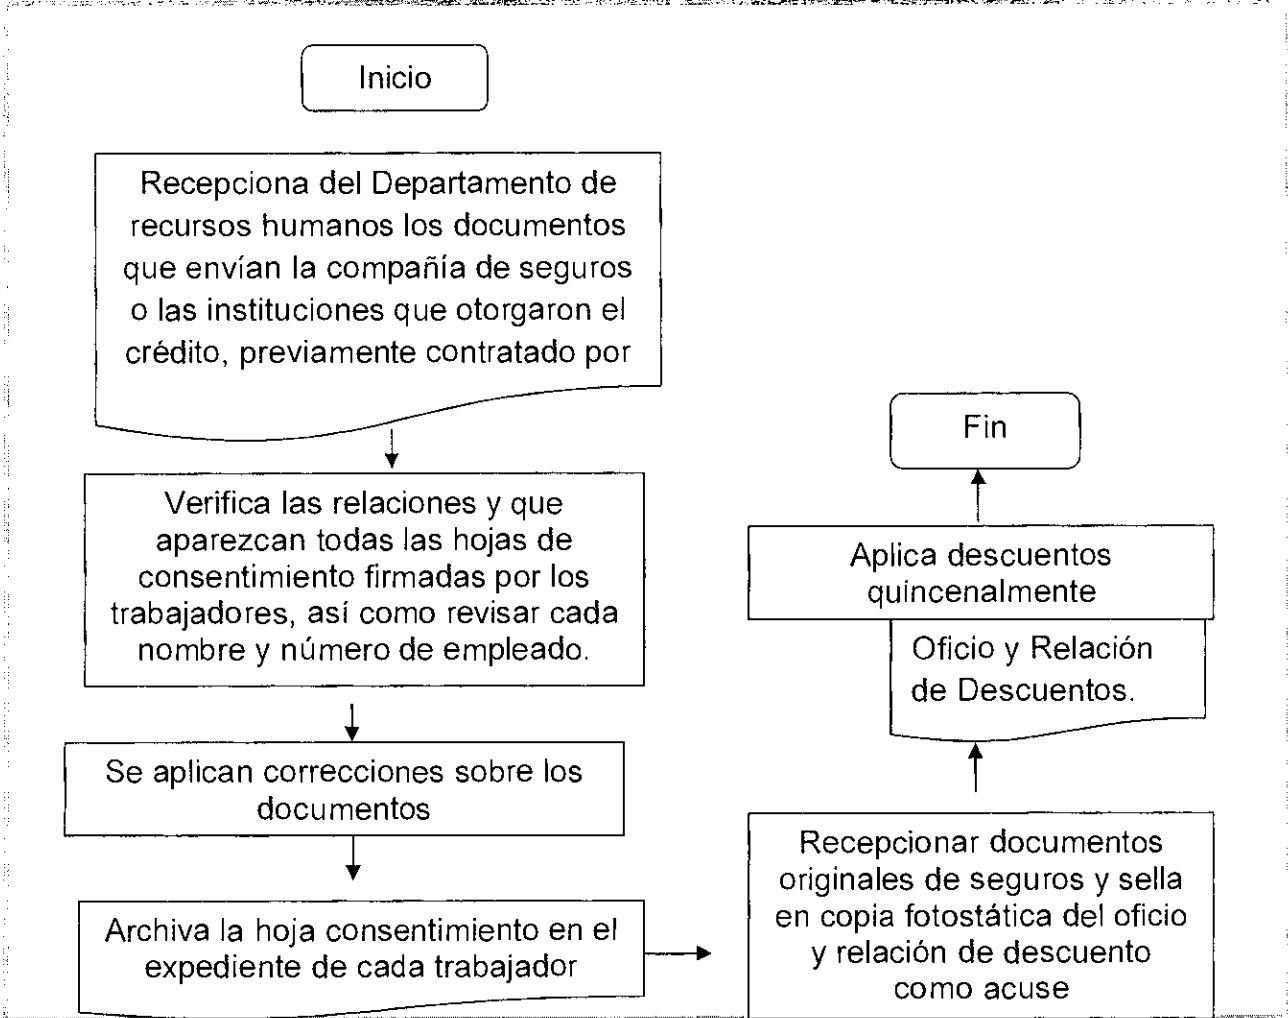 Inicio
Recepciona del Departamento de
recursos humanos los documentos
que envían la compañía de seguros
o las instituciones que otorgaron el
crédito, previamente contratado por
Verifica las relaciones y que
aparezcan todas las hojas de
consentimiento firmadas por los
trabajadores, así como revisar cada
nombre y número de empleado.
Se aplican correcciones sobre los
documentos
Archiva la hoja consentimiento en el
expediente de cada trabajador
Recepcionar documentos
originales de seguros y sella
en copia fotostática del oficio
y relación de descuento
como acuse
Oficio y Relación
de Descuentos.
Aplica descuentos
quincenalmente
Fin